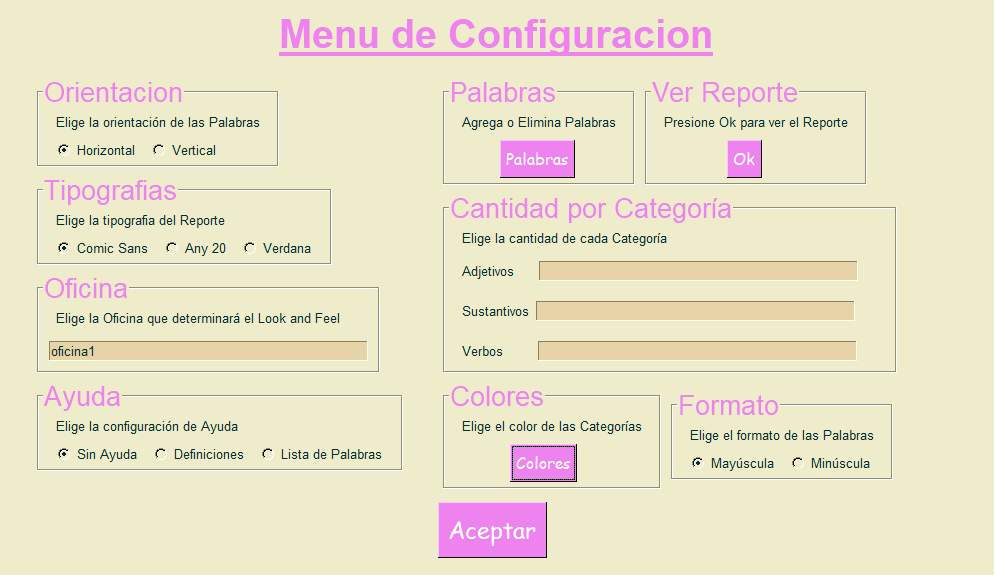 Menu de Configuracion
Orientacion
Elige la orientación de las Palabras
Horizontal Vertical
Tipografias
Elige la tipografia del Reporte
Comic Sans Any 20 Verdana
Oficina
Elige la Oficina que determinará el Look and Feel
oficina1
Ayuda
Elige la configuración de Ayuda
Sin Ayuda Definiciones Lista de Palabras
Palabras
Agrega o Elimina Palabras
Palabras
Ver Reporte
Presione Ok para ver el Reporte
Ok
Cantidad por Categoría
Elige la cantidad de cada Categoría
Adjetivos
Sustantivos
Verbos
Colores
Elige el color de las Categorías
Colores
Formato
Elige el formato de las Palabras
Mayúscula Minúscula
Aceptar